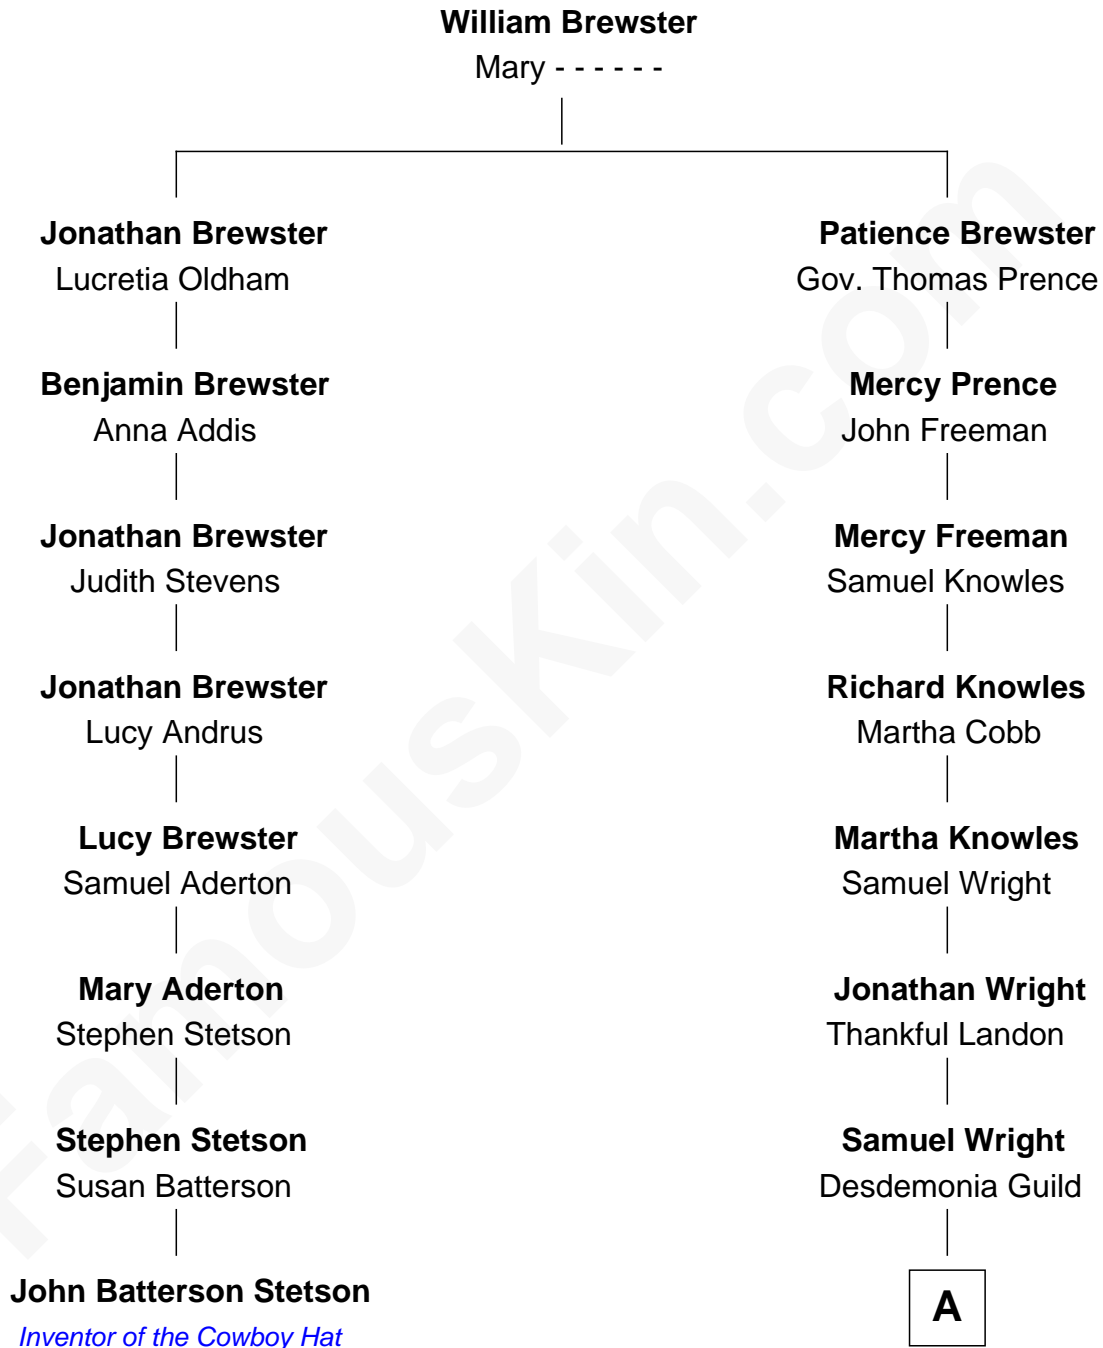 William Brewster
Mary - - - - - -
Jonathan Brewster
Lucretia Oldham
Patience Brewster
Gov. Thomas Prence
Benjamin Brewster
Anna Addis
Mercy Prence
John Freeman
Jonathan Brewster
Judith Stevens
Mercy Freeman
Samuel Knowles
Jonathan Brewster
Lucy Andrus
Richard Knowles
Martha Cobb
Lucy Brewster
Samuel Aderton
Martha Knowles
Samuel Wright
Mary Aderton
Stephen Stetson
Jonathan Wright
Thankful Landon
Stephen Stetson
Susan Batterson
Samuel Wright
Desdemonia Guild
John Batterson Stetson
Inventor of the Cowboy Hat
A
FamousKin.com